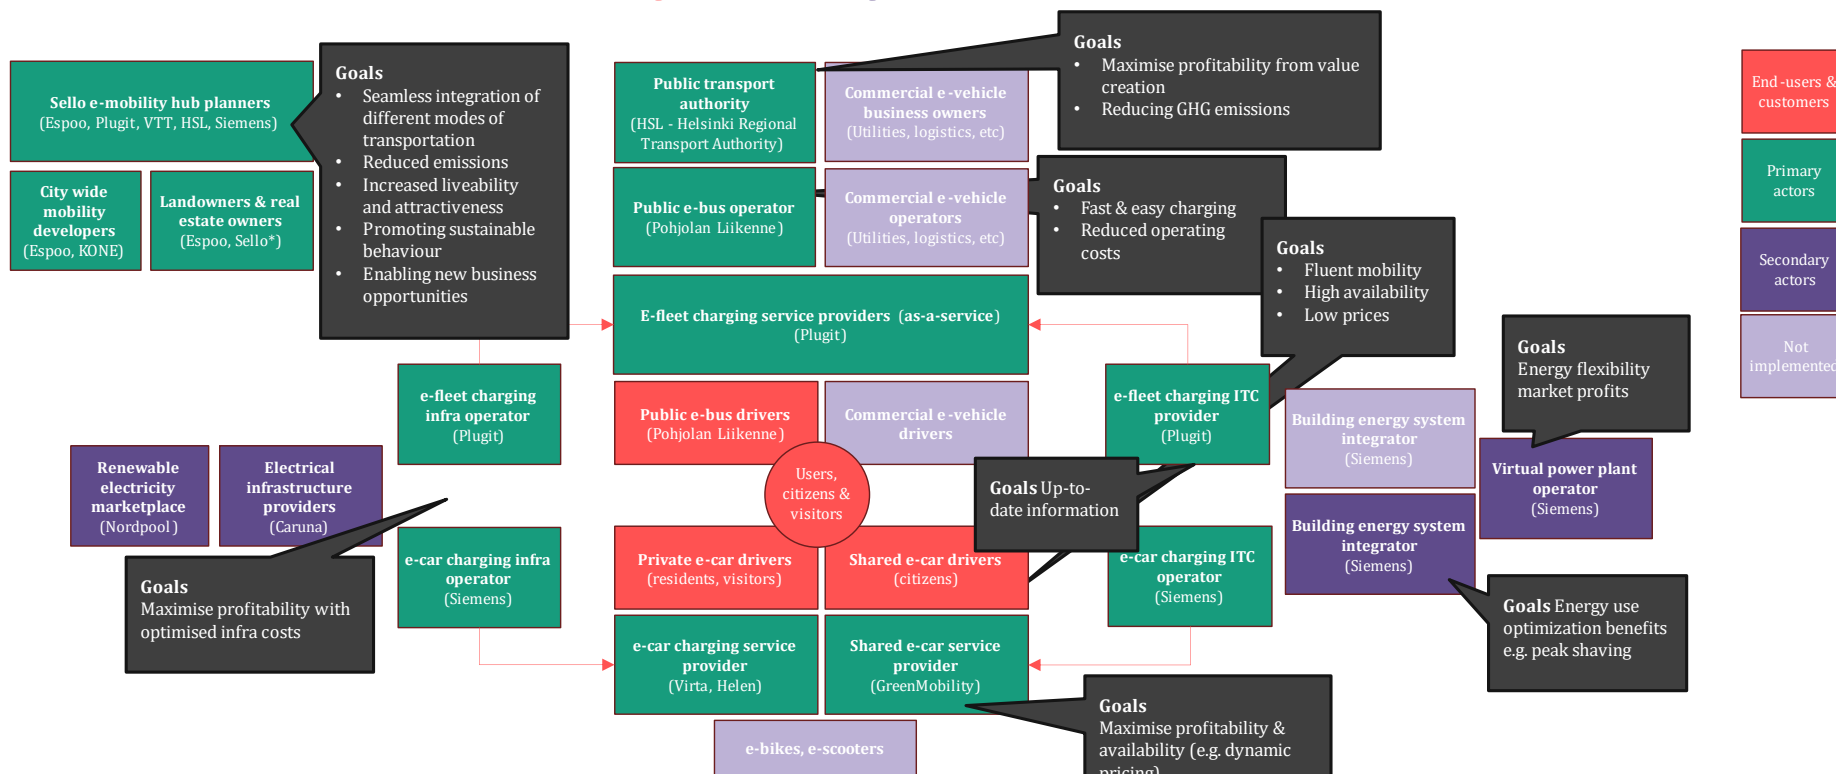 Sello e-mobility hub planners
(Espoo, Plugit, VTT, HSL, Siemens)
City wide
mobility
developers
(Espoo, KONE)
Landowners & real
estate owners
(Espoo, Sello*)
Goals
• Seamless integration of
different modes of
transportation
• Reduced emissions
• Increased liveability
and attractiveness
• Promoting sustainable
behaviour
• Enabling new business
opportunities
Public transport
authority
(HSL - Helsinki Regional
Transport Authority)
Commercial e-vehicle
business owners
(Utilities, logistics, etc)
Goals
• Maximise profitability from value
creation
• Reducing GHG emissions
Public e-bus operator
(Pohjolan Liikenne)
Commercial e-vehicle
operators
(Utilities, logistics, etc)
Goals
• Fast & easy charging
• Reduced operating
costs
Goals
• Fluent mobility
• High availability
• Low prices
E-fleet charging service providers (as-a-service)
(Plugit)
e-fleet charging
infra operator
(Plugit)
Public e-bus drivers
(Pohjolan Liikenne)
Commercial e-vehicle
drivers
e-fleet charging ITC
provider
(Plugit)
Building energy system
integrator
(Siemens)
Goals
Energy flexibility
market profits
Virtual power plant
operator
(Siemens)
Renewable
electricity
marketplace
(Nordpool)
Electrical
infrastructure
providers
(Caruna)
Users,
citizens &
visitors
Goals Up-to-
date information
Building energy system
integrator
(Siemens)
Goals
Maximise profitability with
optimised infra costs
e-car charging infra
operator
(Siemens)
Private e-car drivers
(residents, visitors)
Shared e-car drivers
(citizens)
e-car charging ITC
operator
(Siemens)
Goals Energy use
optimization benefits
e.g. peak shaving
e-car charging service
provider
(Virta, Helen)
Shared e-car service
provider
(GreenMobility)
Goals
Maximise profitability &
availability (e.g. dynamic
pricing)
e-bikes, e-scooters
End-users &
customers
Primary
actors
Secondary
actors
Not
implemented